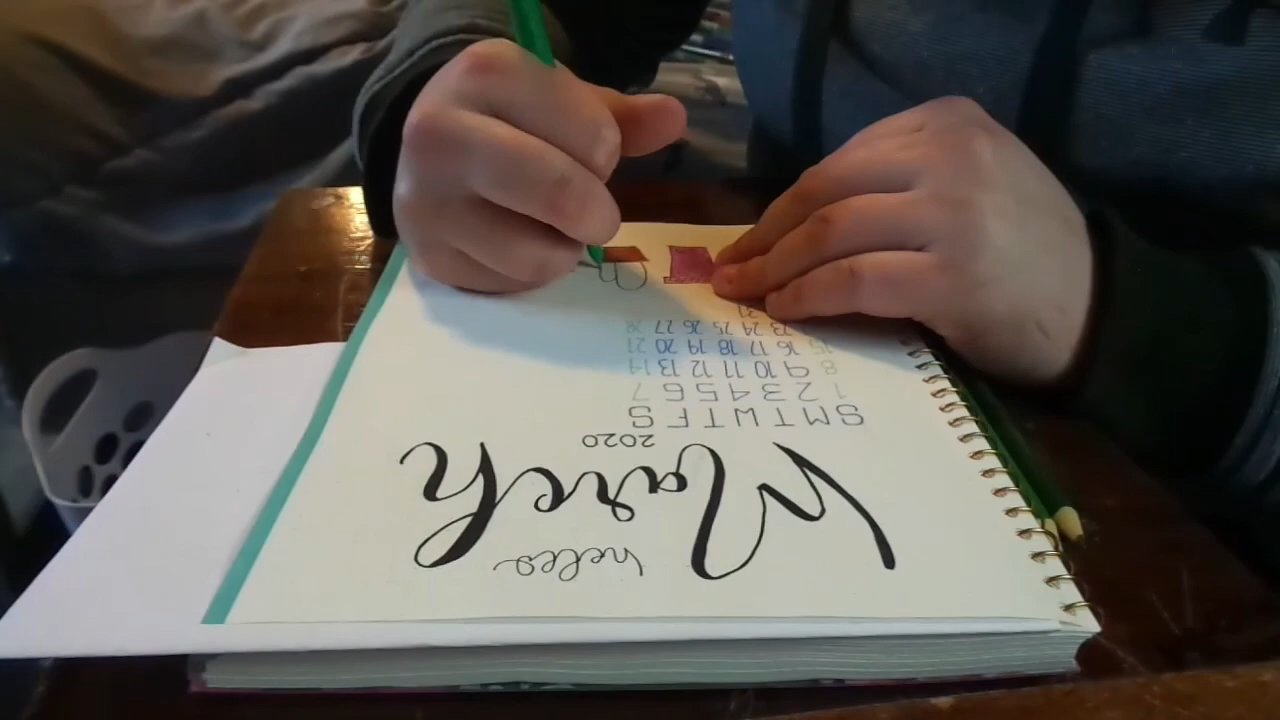 hello
March
2020
S M T W T F S
1 2 3 4 5 6 7
8 9 10 11 12 13 14
15 16 17 18 19 20 21
23 24 25 26 27 28
31